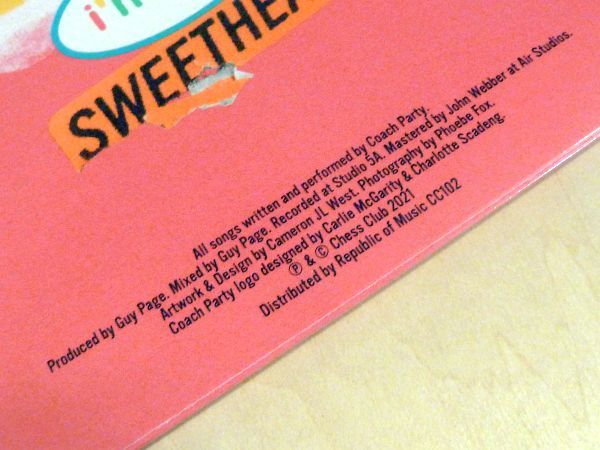 i'
SWEETHEA
All songs written and performed by Coach Party.
Produced by Guy Page. Mixed by Guy Page. Recorded at Studio 5A. Mastered by John Webber at Air Studios.
Artwork & Design by Cameron JL West. Photography by Phoebe Fox.
Coach Party logo designed by Carlie McGarity & Charlotte Scadeng.
℗ & © Chess Club 2021
Distributed by Republic of Music CC102